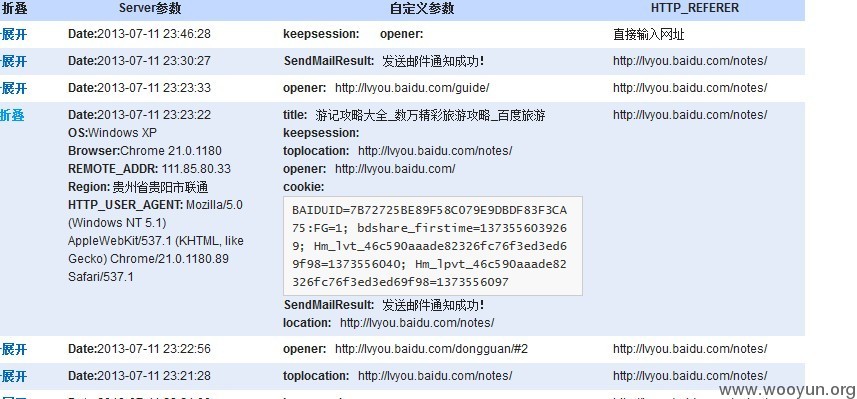 折叠 Server参数 自定义参数 HTTP_REFERER
展开 Date:2013-07-11 23:46:28 keepsession: opener: 直接输入网址
展开 Date:2013-07-11 23:30:27 SendMailResult: 发送邮件通知成功! http://lvyou.baidu.com/notes/
展开 Date:2013-07-11 23:23:33 opener: http://lvyou.baidu.com/guide/ http://lvyou.baidu.com/notes/
折叠 Date:2013-07-11 23:23:22 title: 游记攻略大全_数万精彩旅游攻略_百度旅游 http://lvyou.baidu.com/notes/
OS:Windows XP keepsession:
Browser:Chrome 21.0.1180 toplocation: http://lvyou.baidu.com/notes/
REMOTE_ADDR: 111.85.80.33 opener: http://lvyou.baidu.com/
Region: 贵州省贵阳市联通 cookie:
HTTP_USER_AGENT: Mozilla/5.0
(Windows NT 5.1)
AppleWebKit/537.1 (KHTML, like
Gecko) Chrome/21.0.1180.89
Safari/537.1
BAIDUID=7B72725BE89F58C079E9DBDF83F3CA
75:FG=1; bdshare_firstime=137355603926
9; Hm_lvt_46c590aaade82326fc76f3ed3ed6
9f98=1373556040; Hm_lpvt_46c590aaade82
326fc76f3ed3ed69f98=1373556097
SendMailResult: 发送邮件通知成功!
location: http://lvyou.baidu.com/notes/
展开 Date:2013-07-11 23:22:56 opener: http://lvyou.baidu.com/dongguan/#2 http://lvyou.baidu.com/notes/
展开 Date:2013-07-11 23:21:28 toplocation: http://lvyou.baidu.com/notes/ http://lvyou.baidu.com/notes/
www.wooyun.org